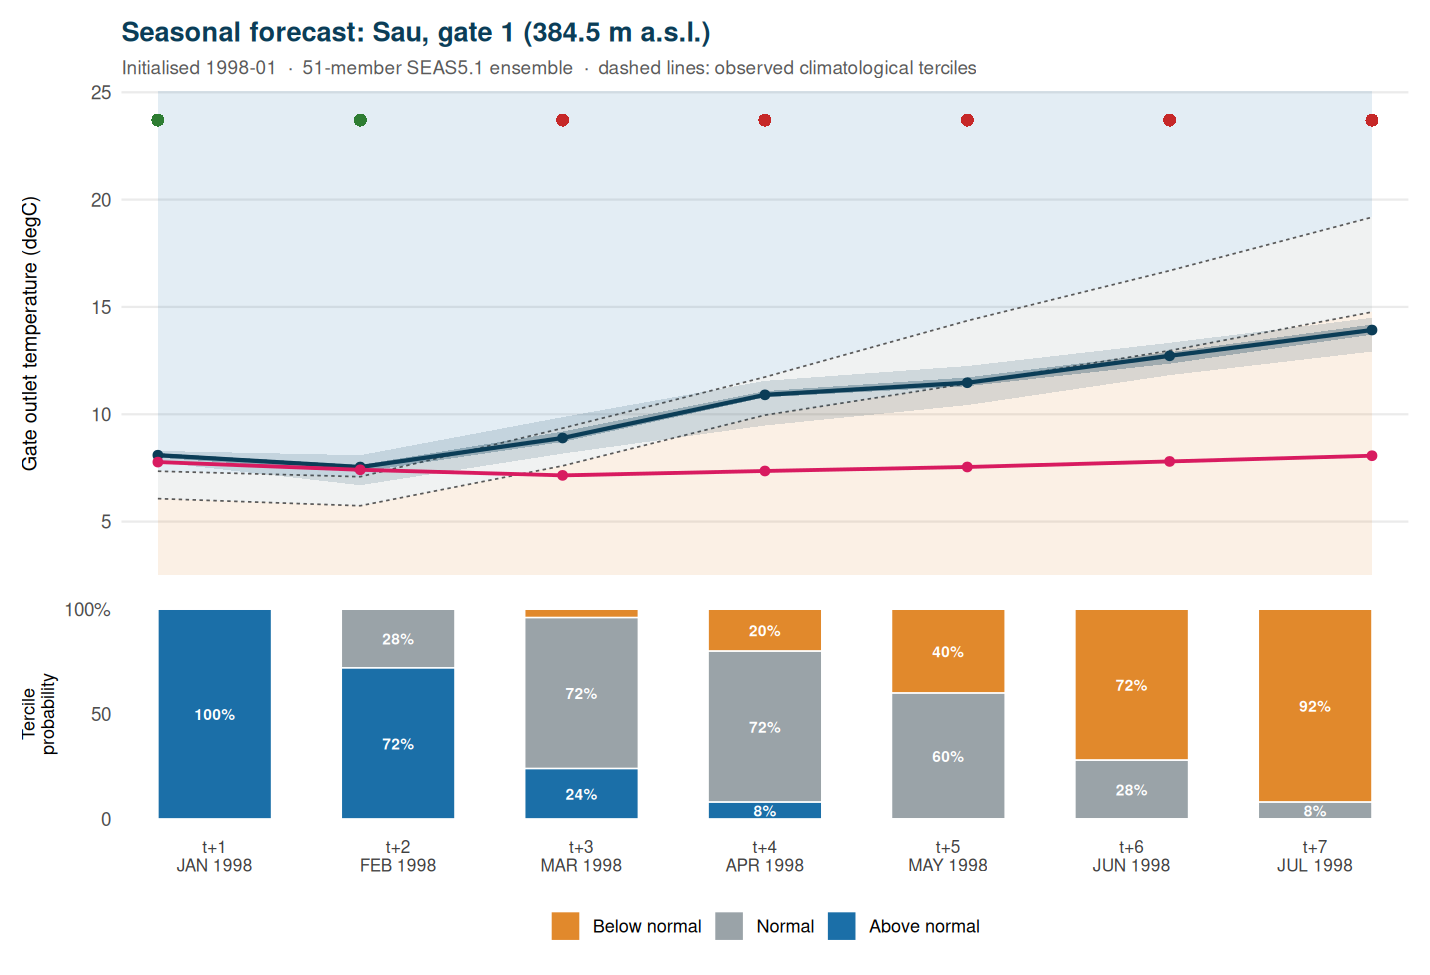 Seasonal forecast: Sau, gate 1 (384.5 m a.s.l.)
Initialised 1998-01 · 51-member SEAS5.1 ensemble · dashed lines: observed climatological terciles
Gate outlet temperature (degC)
25
20
15
10
5
Tercile
probability
100%
50
0
100%
28%
72%
72%
24%
20%
72%
8%
40%
60%
72%
28%
92%
8%
t+1
JAN 1998
t+2
FEB 1998
t+3
MAR 1998
t+4
APR 1998
t+5
MAY 1998
t+6
JUN 1998
t+7
JUL 1998
Below normal
Normal
Above normal